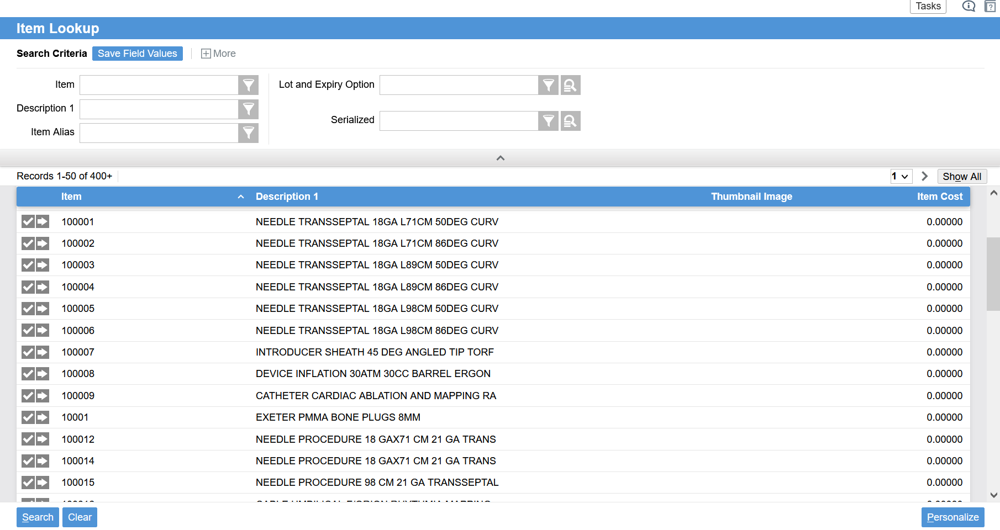 Tasks
Item Lookup
Search Criteria Save Field Values More
Item
Description 1
Item Alias
Lot and Expiry Option
Serialized
Records 1-50 of 400+ 1 Show All
Item Description 1 Thumbnail Image Item Cost
100001 NEEDLE TRANSSEPTAL 18GA L71CM 50DEG CURV 0.00000
100002 NEEDLE TRANSSEPTAL 18GA L71CM 86DEG CURV 0.00000
100003 NEEDLE TRANSSEPTAL 18GA L89CM 50DEG CURV 0.00000
100004 NEEDLE TRANSSEPTAL 18GA L89CM 86DEG CURV 0.00000
100005 NEEDLE TRANSSEPTAL 18GA L98CM 50DEG CURV 0.00000
100006 NEEDLE TRANSSEPTAL 18GA L98CM 86DEG CURV 0.00000
100007 INTRODUCER SHEATH 45 DEG ANGLED TIP TORF 0.00000
100008 DEVICE INFLATION 30ATM 30CC BARREL ERGON 0.00000
100009 CATHETER CARDIAC ABLATION AND MAPPING RA 0.00000
10001 EXETER PMMA BONE PLUGS 8MM 0.00000
100012 NEEDLE PROCEDURE 18 GAX71 CM 21 GA TRANS 0.00000
100014 NEEDLE PROCEDURE 18 GAX71 CM 21 GA TRANS 0.00000
100015 NEEDLE PROCEDURE 98 CM 21 GA TRANSSEPTAL 0.00000
Search Clear Personalize